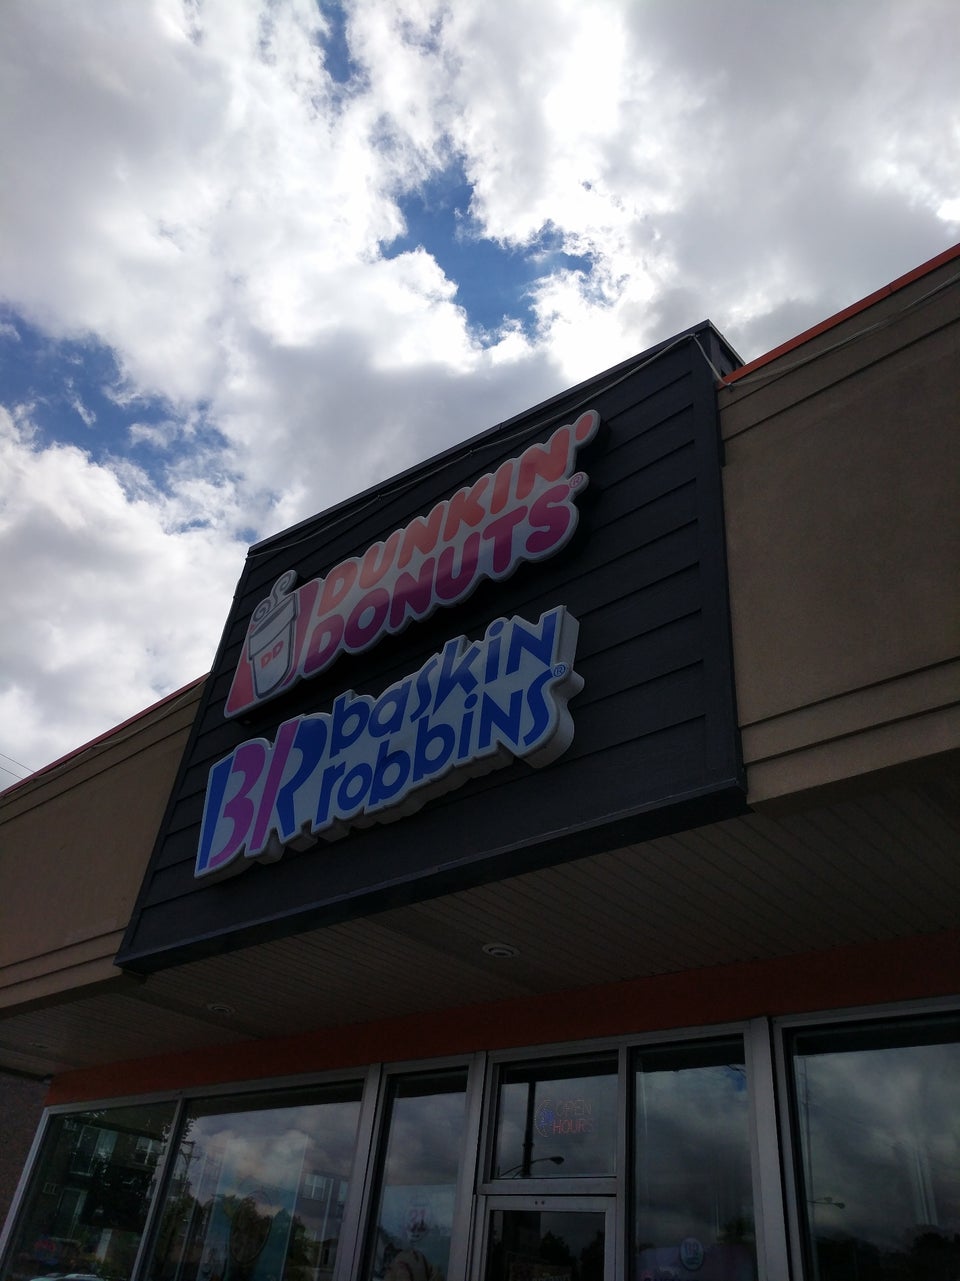 DUNKIN'
DONUTS®
DD
BR baskin
robbins®
OPEN
HOURS